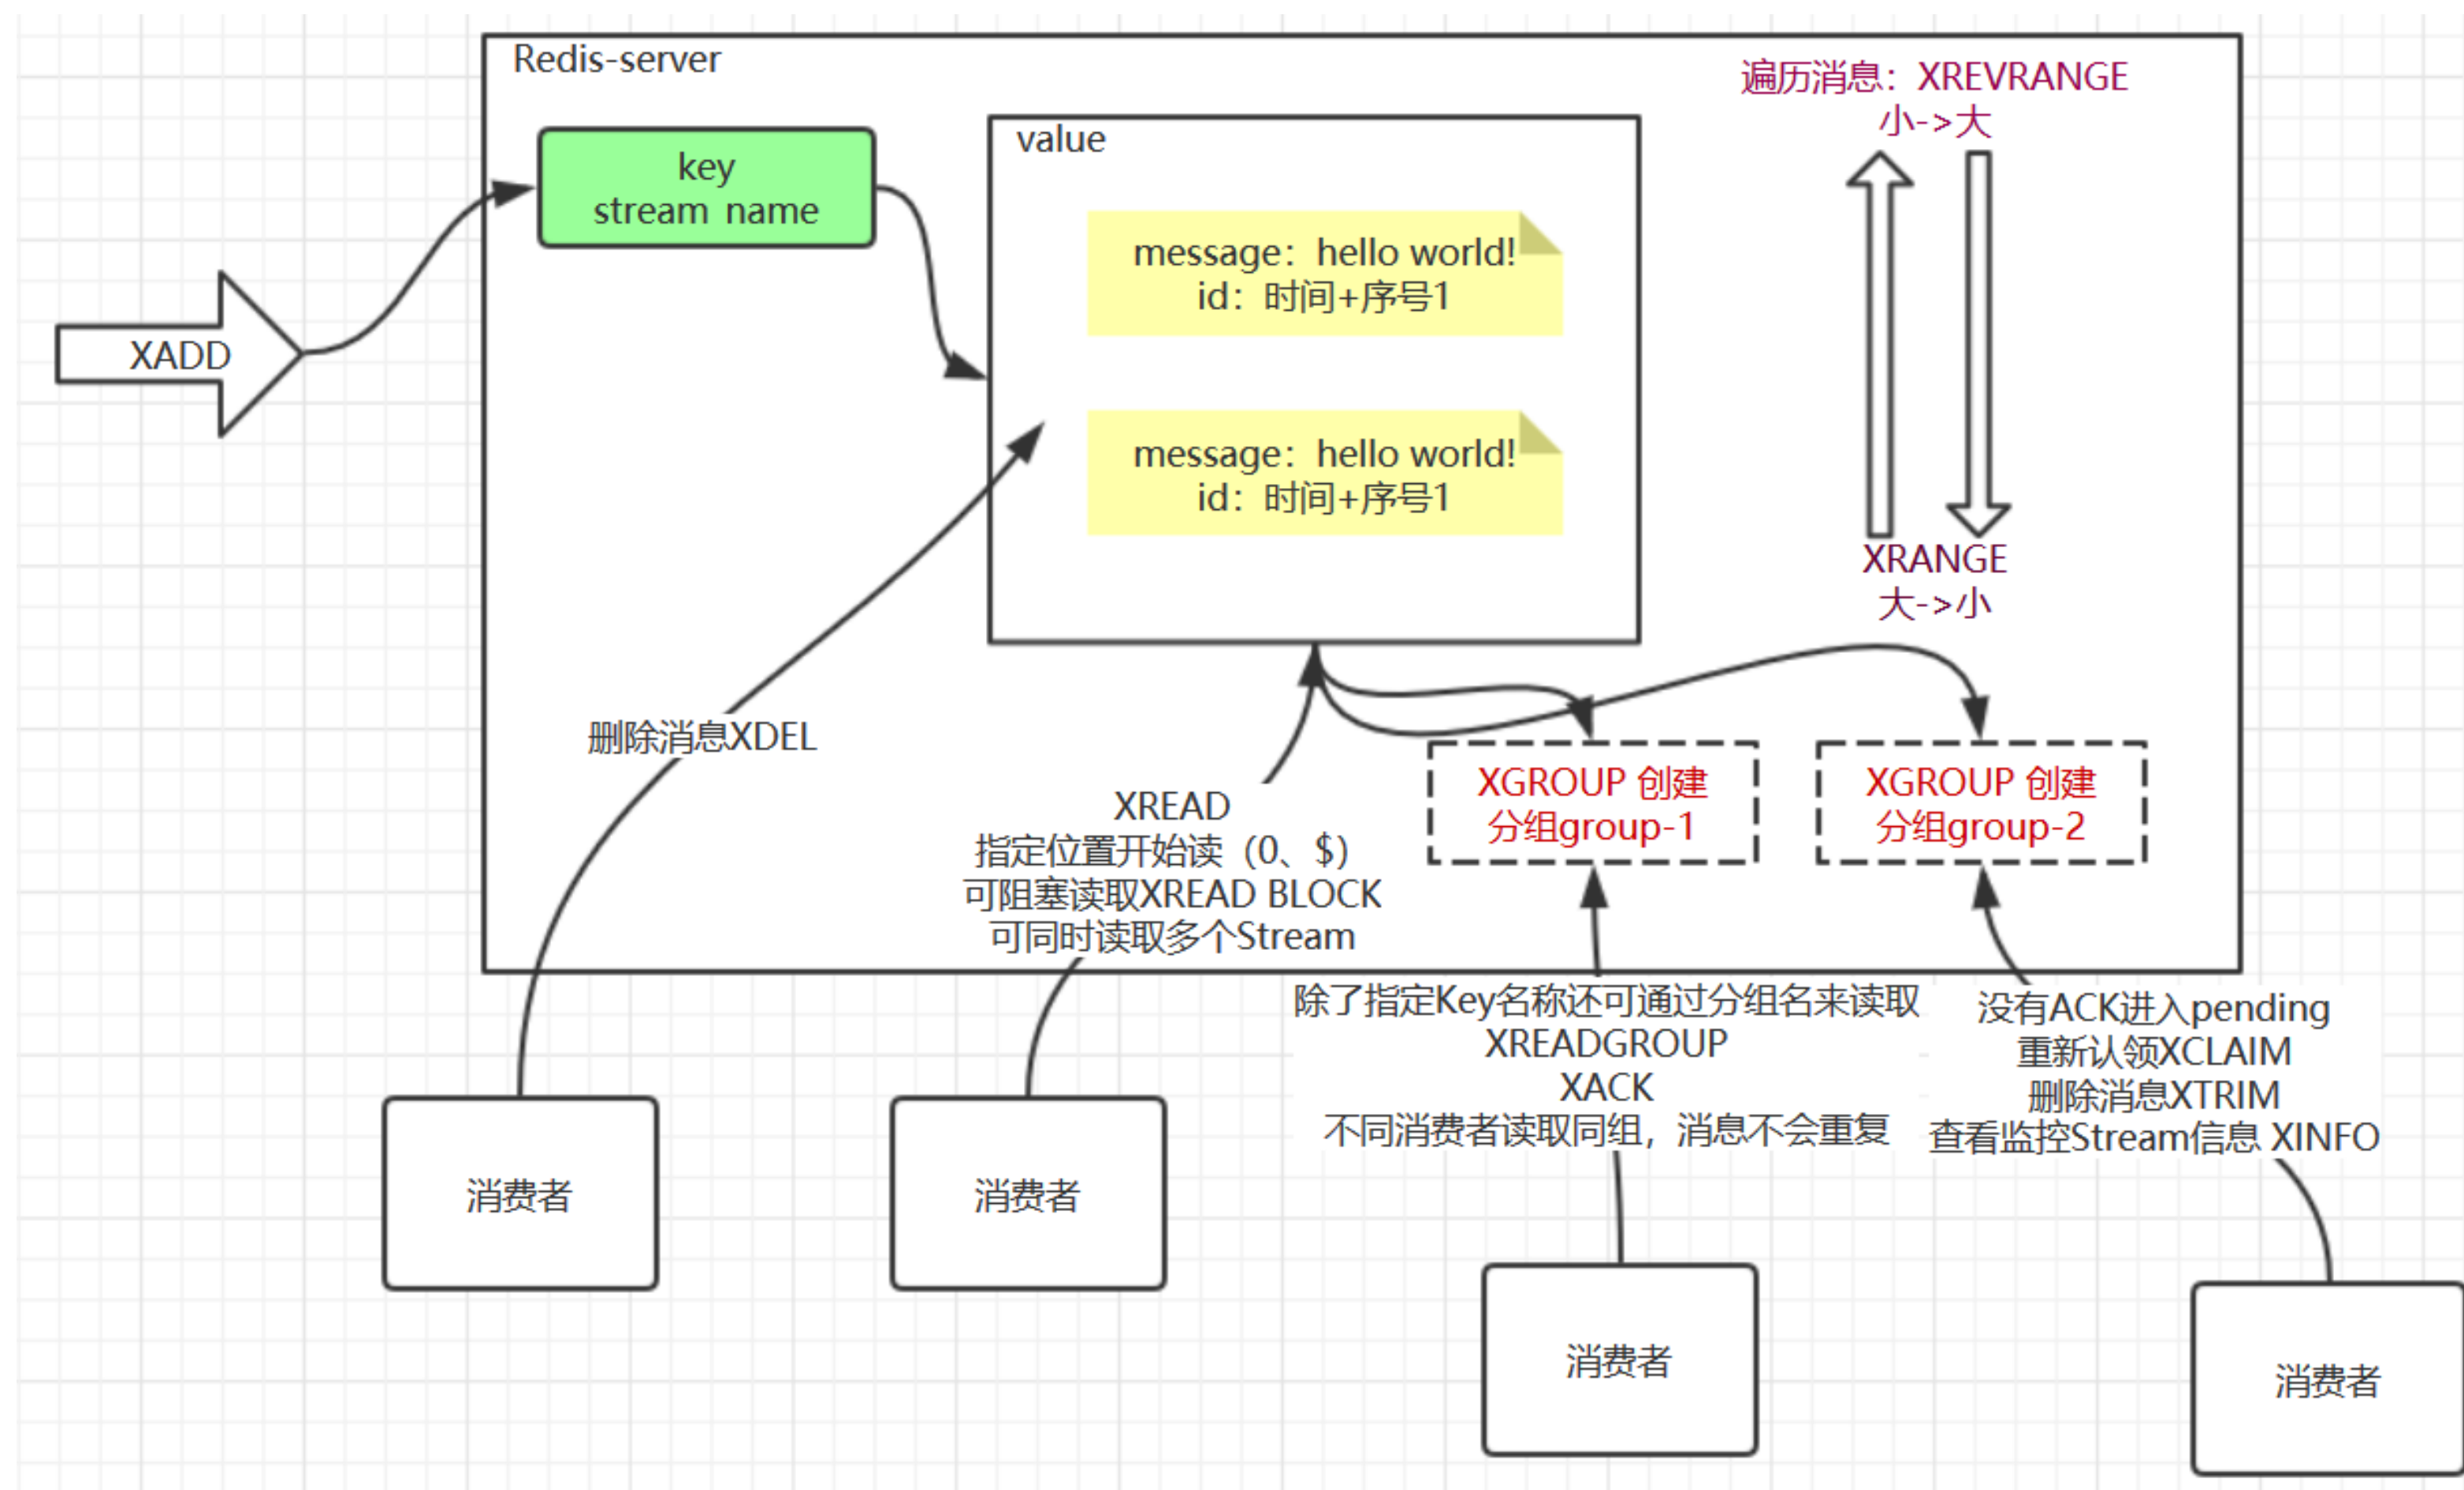 Redis-server
key
stream name
XADD
value
message：hello world!
id：时间+序号1
message：hello world!
id：时间+序号1
遍历消息：XREVRANGE
小->大
XRANGE
大->小
删除消息XDEL
XREAD
指定位置开始读（0、$）
可阻塞读取XREAD BLOCK
可同时读取多个Stream
XGROUP 创建
分组group-1
XGROUP 创建
分组group-2
除了指定Key名称还可通过分组名来读取
XREADGROUP
XACK
不同消费者读取同组，消息不会重复
没有ACK进入pending
重新认领XCLAIM
删除消息XTRIM
查看监控Stream信息 XINFO
消费者
消费者
消费者
消费者